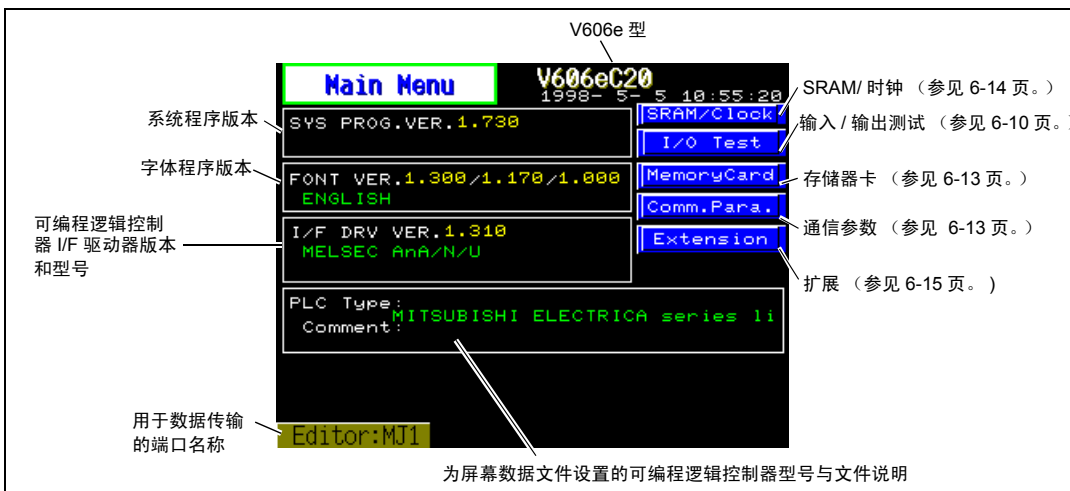 V606e 型
Main Menu
V606eC20
1998- 5- 5 10:55:20
系统程序版本
SYS PROG.VER.1.730
SRAM/Clock
SRAM/ 时钟 （参见 6-14 页。）
I/O Test
输入 / 输出测试 （参见 6-10 页。）
字体程序版本
FONT VER.1.300/1.170/1.000
ENGLISH
MemoryCard
存储器卡 （参见 6-13 页。）
Comm.Para.
通信参数 （参见 6-13 页。）
可编程逻辑控制
器 I/F 驱动器版本
和型号
I/F DRV VER.1.310
MELSEC AnA/N/U
Extension
扩展 （参见 6-15 页。 )
PLC Type:
MITSUBISHI ELECTRICA series li
Comment:
用于数据传输
的端口名称
Editor:MJ1
为屏幕数据文件设置的可编程逻辑控制器型号与文件说明